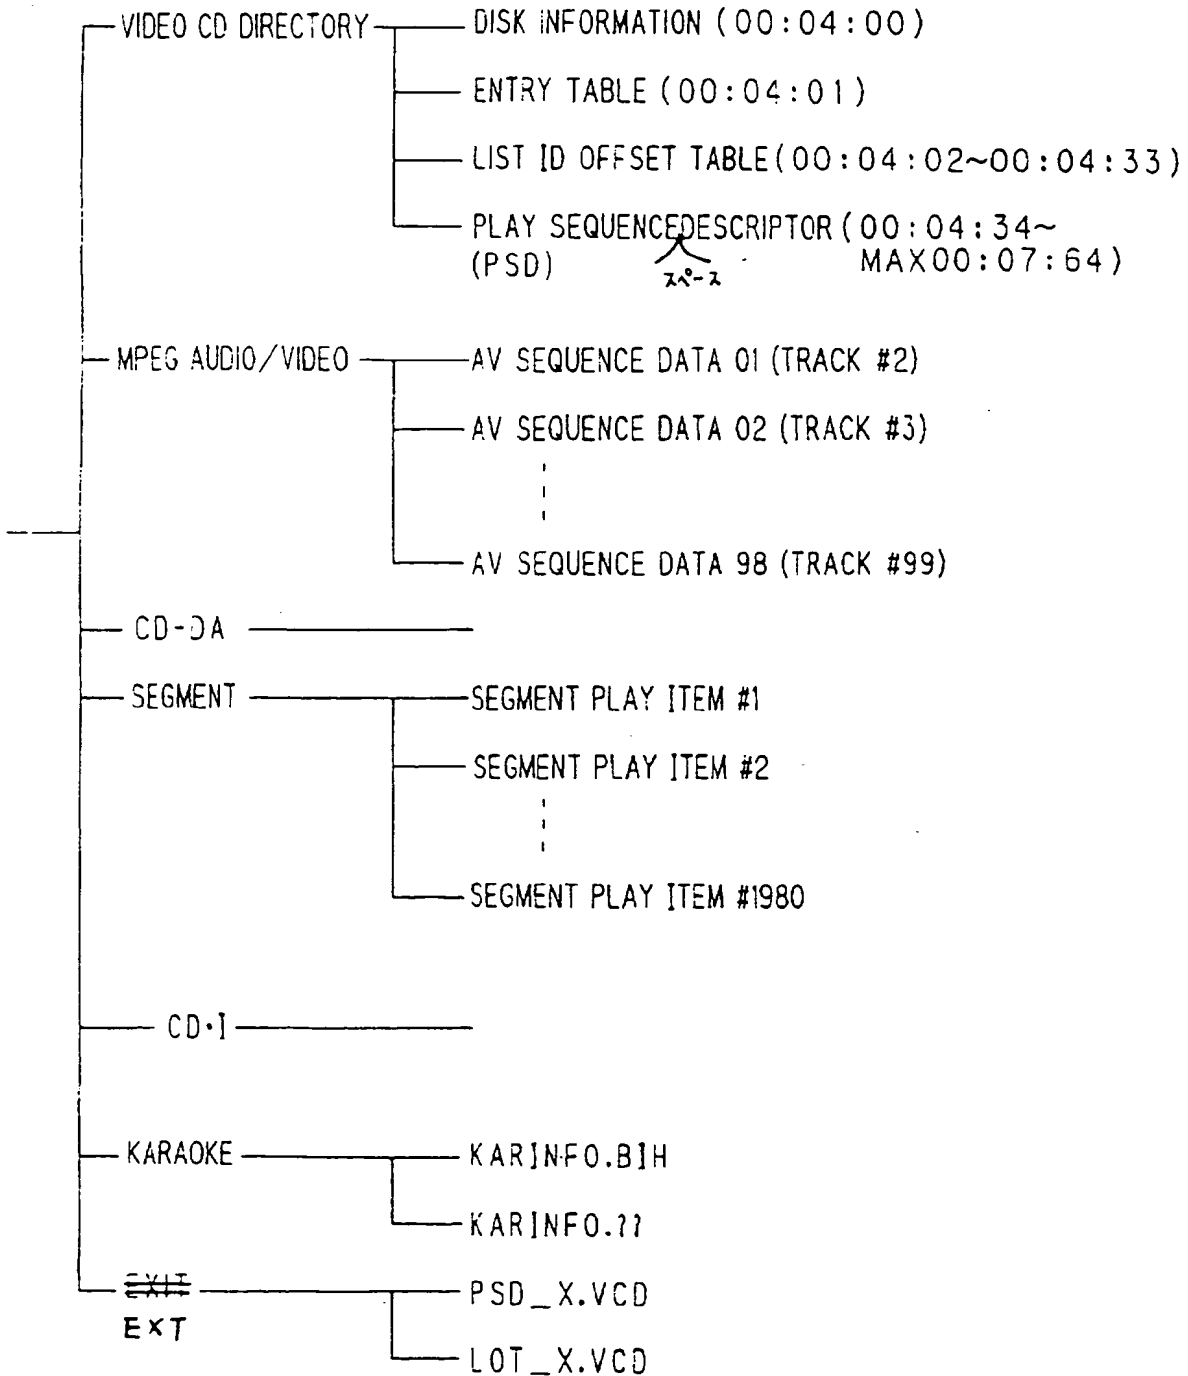 VIDEO CD DIRECTORY
DISK INFORMATION (00:04:00)
ENTRY TABLE (00:04:01)
LIST ID OFFSET TABLE(00:04:02~00:04:33)
PLAY SEQUENCEDESCRIPTOR (00:04:34~
(PSD)
スペース
MAX00:07:64)
MPEG AUDIO/VIDEO
AV SEQUENCE DATA 01 (TRACK #2)
AV SEQUENCE DATA 02 (TRACK #3)
AV SEQUENCE DATA 98 (TRACK #99)
CD-DA
SEGMENT
SEGMENT PLAY ITEM #1
SEGMENT PLAY ITEM #2
SEGMENT PLAY ITEM #1980
CD·I
KARAOKE
KARINFO.BIH
KARINFO.??
EXIT
EXT
PSD_X.VCD
LOT_X.VCD